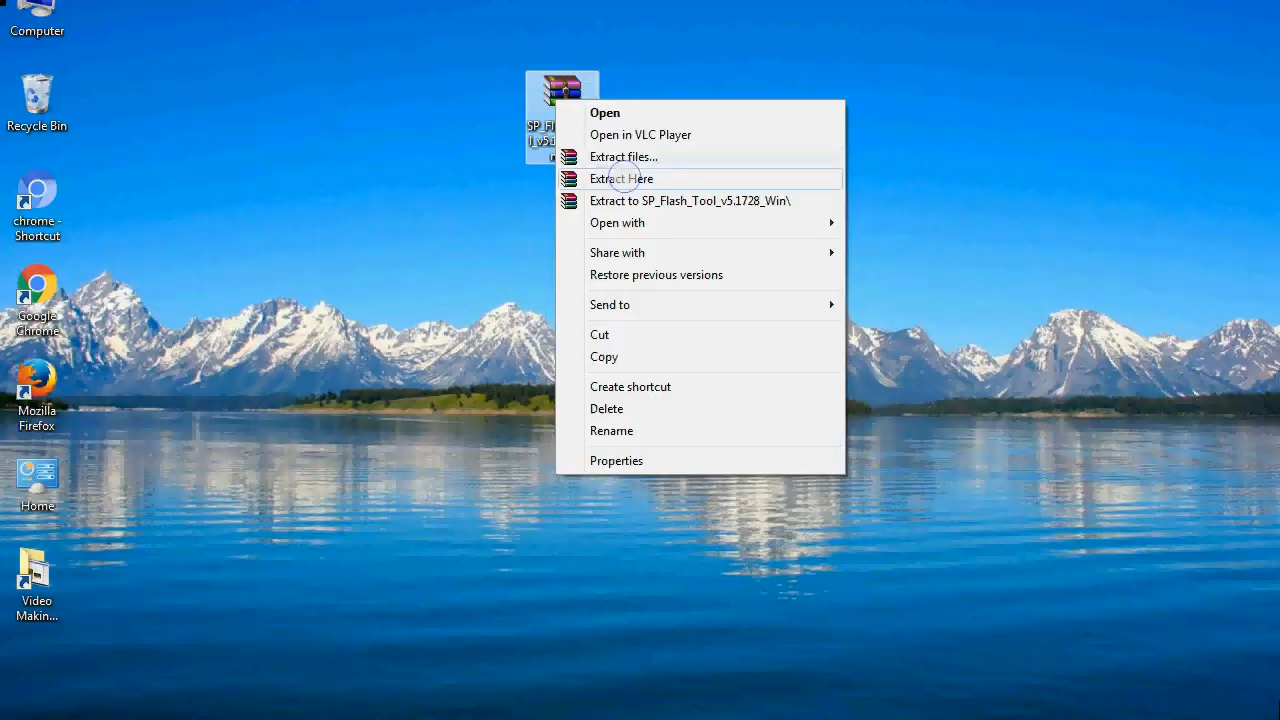 Computer
Recycle Bin
chrome -
Shortcut
Google
Chrome
Mozilla
Firefox
Home
Video
Makin...
Open
Open in VLC Player
Extract files...
Extract Here
Extract to SP_Flash_Tool_v5.1728_Win\
Open with
Share with
Restore previous versions
Send to
Cut
Copy
Create shortcut
Delete
Rename
Properties